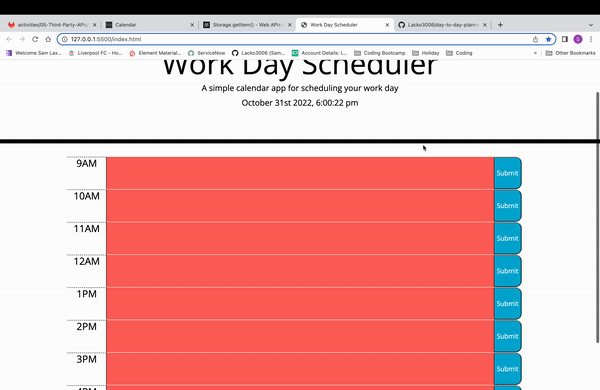 activities/05-Third-Party-APIs
Calendar
Storage.getItem() - Web APIs
Work Day Scheduler
Lacko3006/day-to-day-plann
127.0.0.1:5500/index.html
Welcome Sam Lax...
Liverpool FC - Ho...
Element Material...
ServiceNow
Lacko3006 (Sam...
Account Details: L...
Coding Bootcamp
Holiday
Coding
Other Bookmarks
Work Day Scheduler
A simple calendar app for scheduling your work day
October 31st 2022, 6:00:22 pm
9AM
Submit
10AM
Submit
11AM
Submit
12AM
Submit
1PM
Submit
2PM
Submit
3PM
Submit